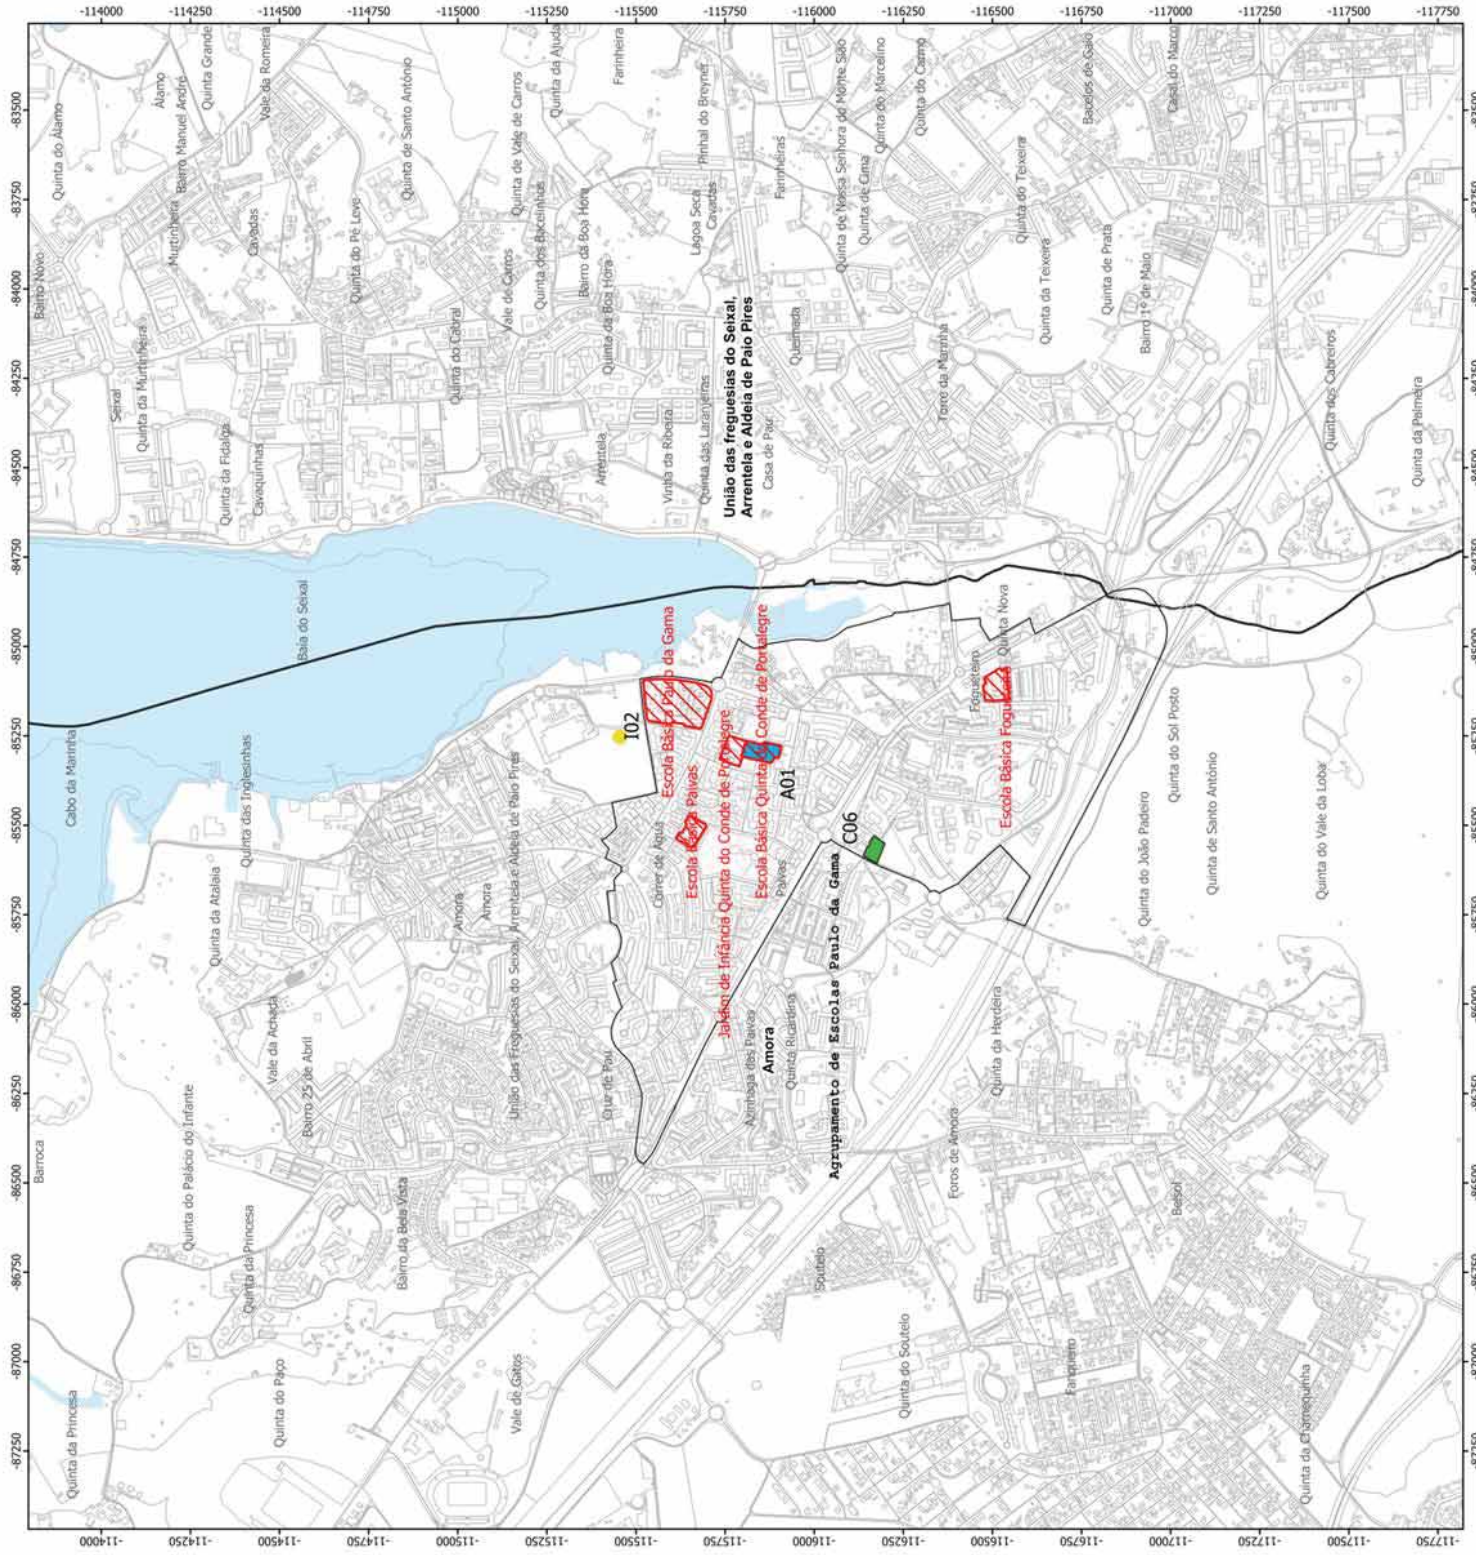 -114000
-114250
-114500
-114750
-115000
-115250
-115500
-115750
-116000
-116250
-116500
-116750
-117000
-117250
-117500
-117750
-83500
-83750
-84000
-84250
-84500
-84750
-85000
-85250
-85500
-85750
-86000
-86250
-86500
-86750
-87000
-87250
Quinta do Álamo
Álamo
Quinta Grande
Vale da Romeira
Bairro Manuel André
Quinta de Santo António
Quinta da Ajuda
Farinheira
Quinta de Vale de Carros
Pinhal do Breyner
Farinheiras
Quinta de Nossa Senhora do Monte Sião
Quinta do Marcelino
Quinta do Carmo
Bacelos de Gaio
Casal do Marco
Bairro Novo
Murtinheira
Cavadas
Quinta do Pé Leve
Quinta dos Bacelinhos
Bairro da Boa Hora
Lagoa Seca
Cavadas
Quinta de Cima
Quinta do Teixeira
Seixal
Quinta da Murtinheira
Quinta do Cabral
Vale de Carros
Quinta da Boa Hora
Queimada
Torre da Marinha
Quinta da Teixeira
Quinta de Prata
Bairro 1º de Maio
Quinta da Fidalga
Cavaquinhas
Arrentela
Vinha da Ribeira
Quinta das Laranjeiras
União das freguesias do Seixal,
Arrentela e Aldeia de Paio Pires
Casa de Pau
Quinta dos Cabreiros
Quinta da Palmeira
Baía do Seixal
Cabo da Marinha
Quinta das Inglesinhas
Quinta da Atalaia
I02
Escola Básica Paulo da Gama
Escola Básica Paivas
Jardim de Infância Quinta do Conde de Portalegre
Escola Básica Quinta do Conde de Portalegre
A01
C06
Escola Básica Fogueteiro
Fogueteiro
Quinta Nova
Correr de Água
Paivas
Amora
Amora
União das Freguesias do Seixal, Arrentela e Aldeia de Paio Pires
Agrupamento de Escolas Paulo da Gama
Quinta do Sol Posto
Quinta do João Padeiro
Quinta de Santo António
Quinta do Vale da Loba
Vale da Achada
Bairro 25 de Abril
Cruz de Pau
Azinhaga das Paivas
Amora
Quinta Ricardina
Quinta da Herdeira
Foros de Amora
Barroca
Quinta do Palácio do Infante
Quinta da Princesa
Bairro da Bela Vista
Soutelo
Belsol
Quinta da Princesa
Quinta do Paço
Vale de Gatos
Quinta do Soutelo
Fanqueiro
Quinta da Charnequinha